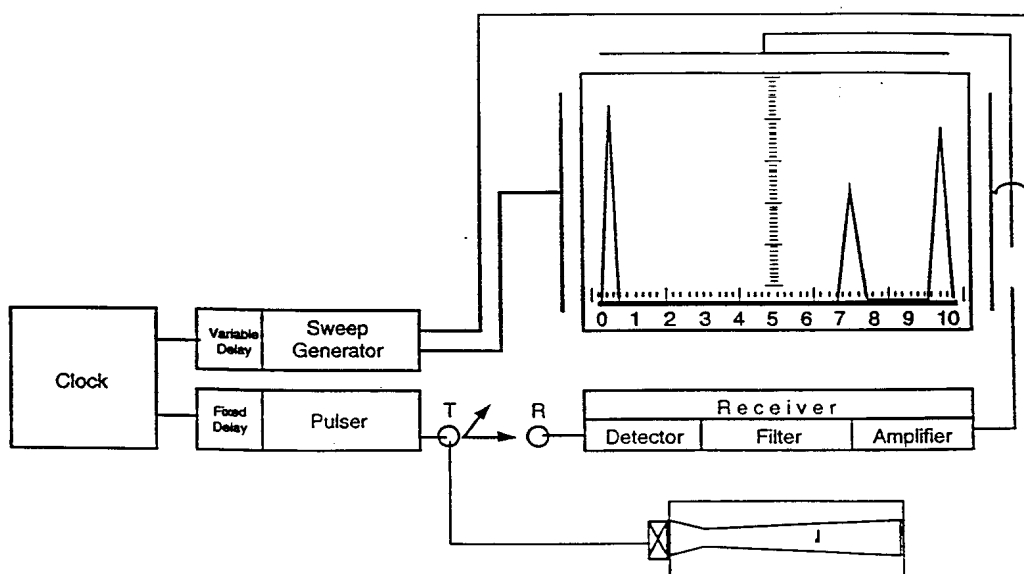 0 1 2 3 4 5 6 7 8 9 10
Clock
Variable
Delay
Sweep
Generator
Fixed
Delay
Pulser
T
R
Receiver
Detector
Filter
Amplifier